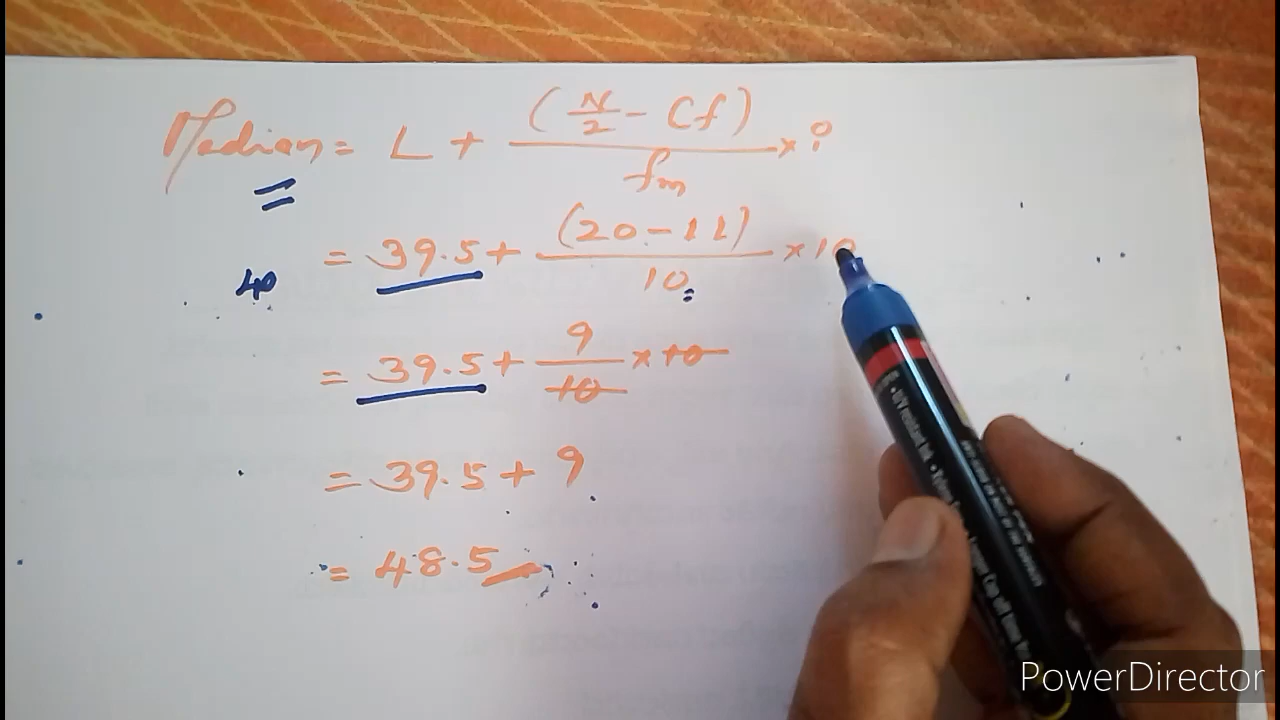 Median = L + (N/2 - Cf)/fm × i
= 39.5 + (20 - 11)/10 × 10
40
= 39.5 + 9/10 × 10
= 39.5 + 9
= 48.5
PowerDirector